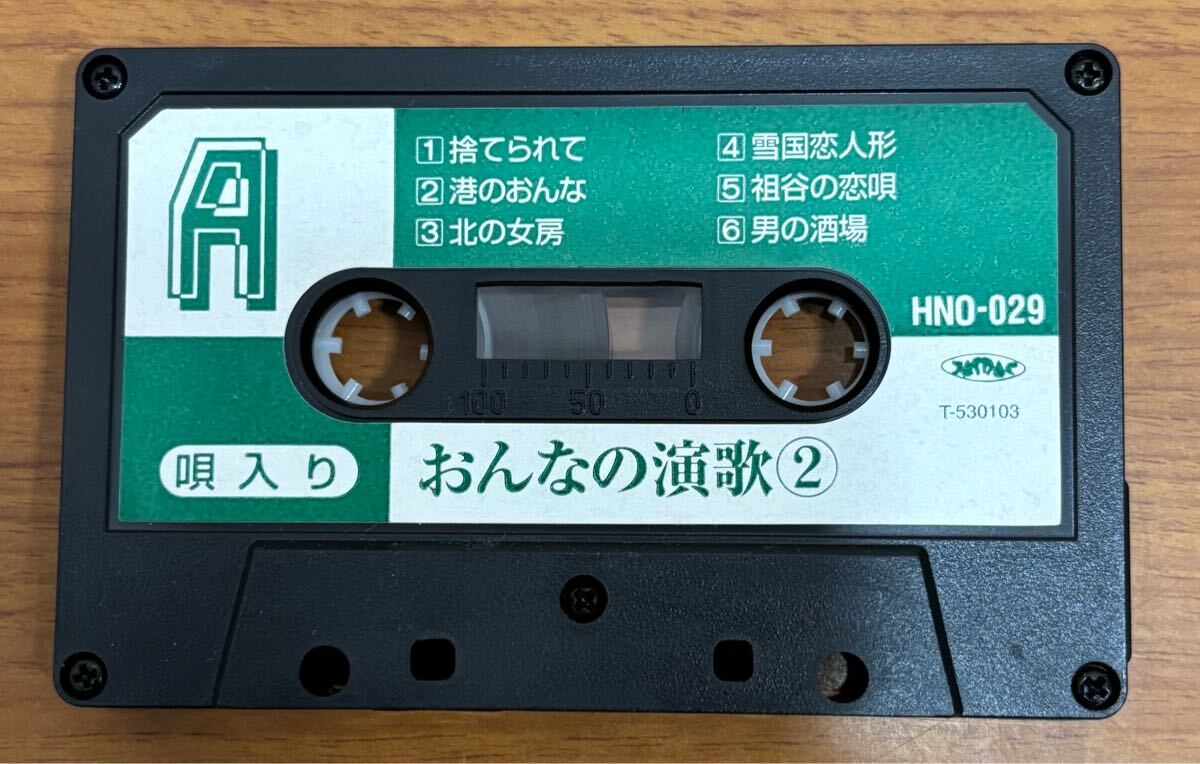 A
1 捨てられて
2 港のおんな
3 北の女房
4 雪国恋人形
5 祖谷の恋唄
6 男の酒場
HNO-029
T-530103
100 50 0
唄入り
おんなの演歌②